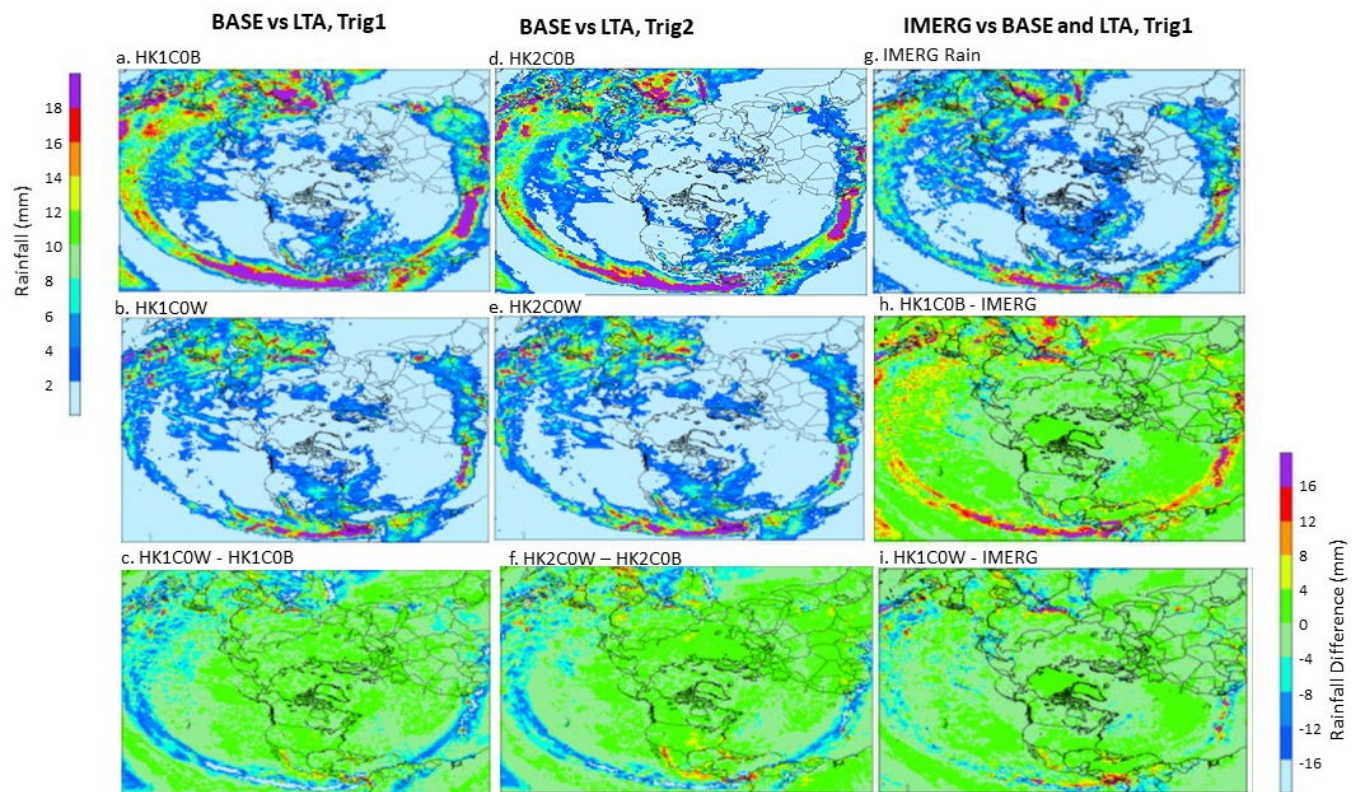 BASE vs LTA, Trig1
BASE vs LTA, Trig2
IMERG vs BASE and LTA, Trig1
a. HK1C0B
d. HK2C0B
g. IMERG Rain
18
16
14
12
10
8
6
4
2
Rainfall (mm)
b. HK1C0W
e. HK2C0W
h. HK1C0B - IMERG
c. HK1C0W - HK1C0B
f. HK2C0W – HK2C0B
i. HK1C0W - IMERG
16
12
8
4
0
-4
-8
-12
-16
Rainfall Difference (mm)